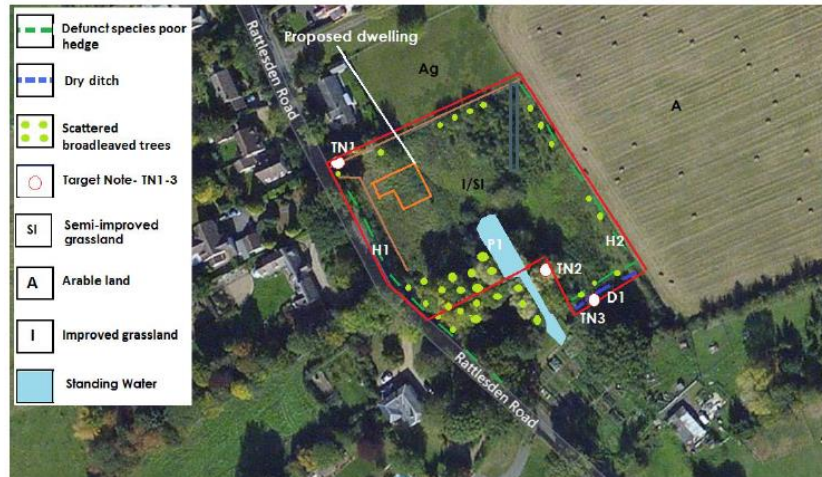 Defunct species poor
hedge
Dry ditch
Scattered
broadleaved trees
Target Note- TN1-3
SI
Semi-improved
grassland
A
Arable land
I
Improved grassland
Standing Water
Proposed dwelling
Rattlesden Road
Ag
A
TN1
I/SI
H1
P1
H2
TN2
D1
TN3
Rattlesden Road